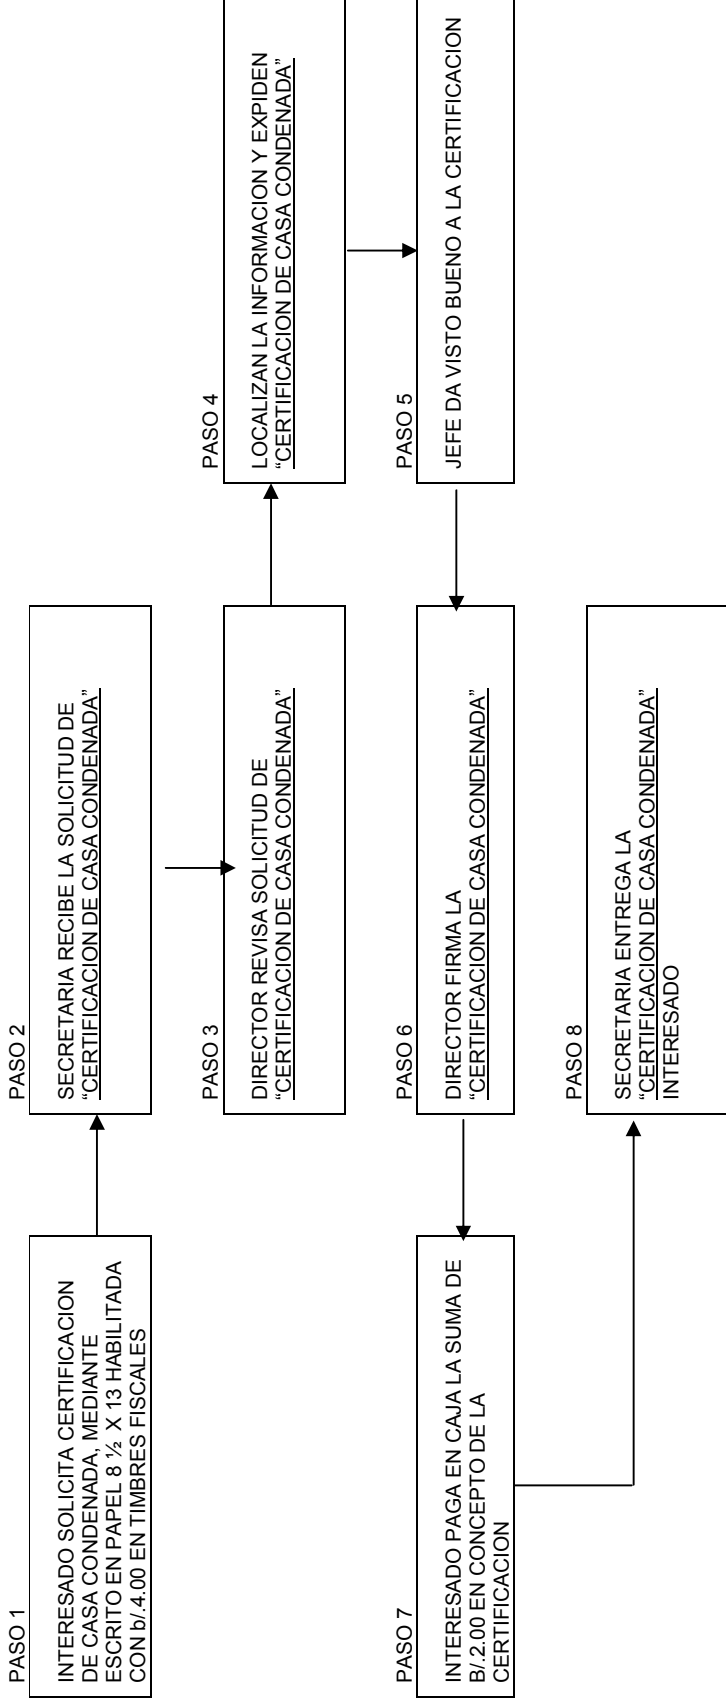 PASO 1
INTERESADO SOLICITA CERTIFICACION
DE CASA CONDENADA, MEDIANTE
ESCRITO EN PAPEL 8 ½ X 13 HABILITADA
CON b/.4.00 EN TIMBRES FISCALES
PASO 2
SECRETARIA RECIBE LA SOLICITUD DE
“CERTIFICACION DE CASA CONDENADA”
PASO 3
DIRECTOR REVISA SOLICITUD DE
“CERTIFICACION DE CASA CONDENADA”
PASO 4
LOCALIZAN LA INFORMACION Y EXPIDEN
“CERTIFICACION DE CASA CONDENADA”
PASO 5
JEFE DA VISTO BUENO A LA CERTIFICACION
PASO 6
DIRECTOR FIRMA LA
“CERTIFICACION DE CASA CONDENADA”
PASO 7
INTERESADO PAGA EN CAJA LA SUMA DE
B/.2.00 EN CONCEPTO DE LA
CERTIFICACION
PASO 8
SECRETARIA ENTREGA LA
“CERTIFICACION DE CASA CONDENADA”
INTERESADO